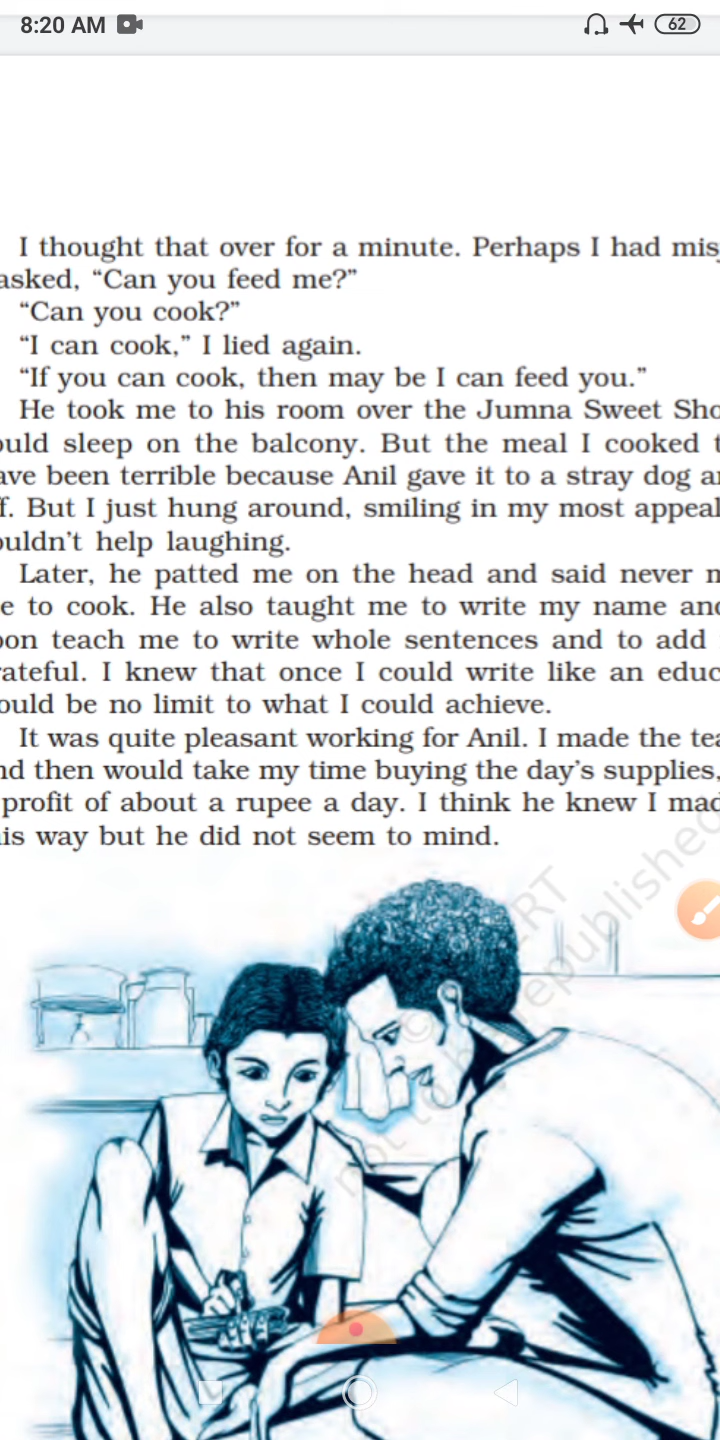 8:20 AM
62
I thought that over for a minute. Perhaps I had mis
asked, “Can you feed me?”
“Can you cook?”
“I can cook,” I lied again.
“If you can cook, then may be I can feed you.”
He took me to his room over the Jumna Sweet Sho
ould sleep on the balcony. But the meal I cooked t
ave been terrible because Anil gave it to a stray dog a
f. But I just hung around, smiling in my most appeal
ouldn’t help laughing.
Later, he patted me on the head and said never m
e to cook. He also taught me to write my name and
oon teach me to write whole sentences and to add
rateful. I knew that once I could write like an educ
ould be no limit to what I could achieve.
It was quite pleasant working for Anil. I made the tea
nd then would take my time buying the day’s supplies,
profit of about a rupee a day. I think he knew I mad
is way but he did not seem to mind.
not to be republished